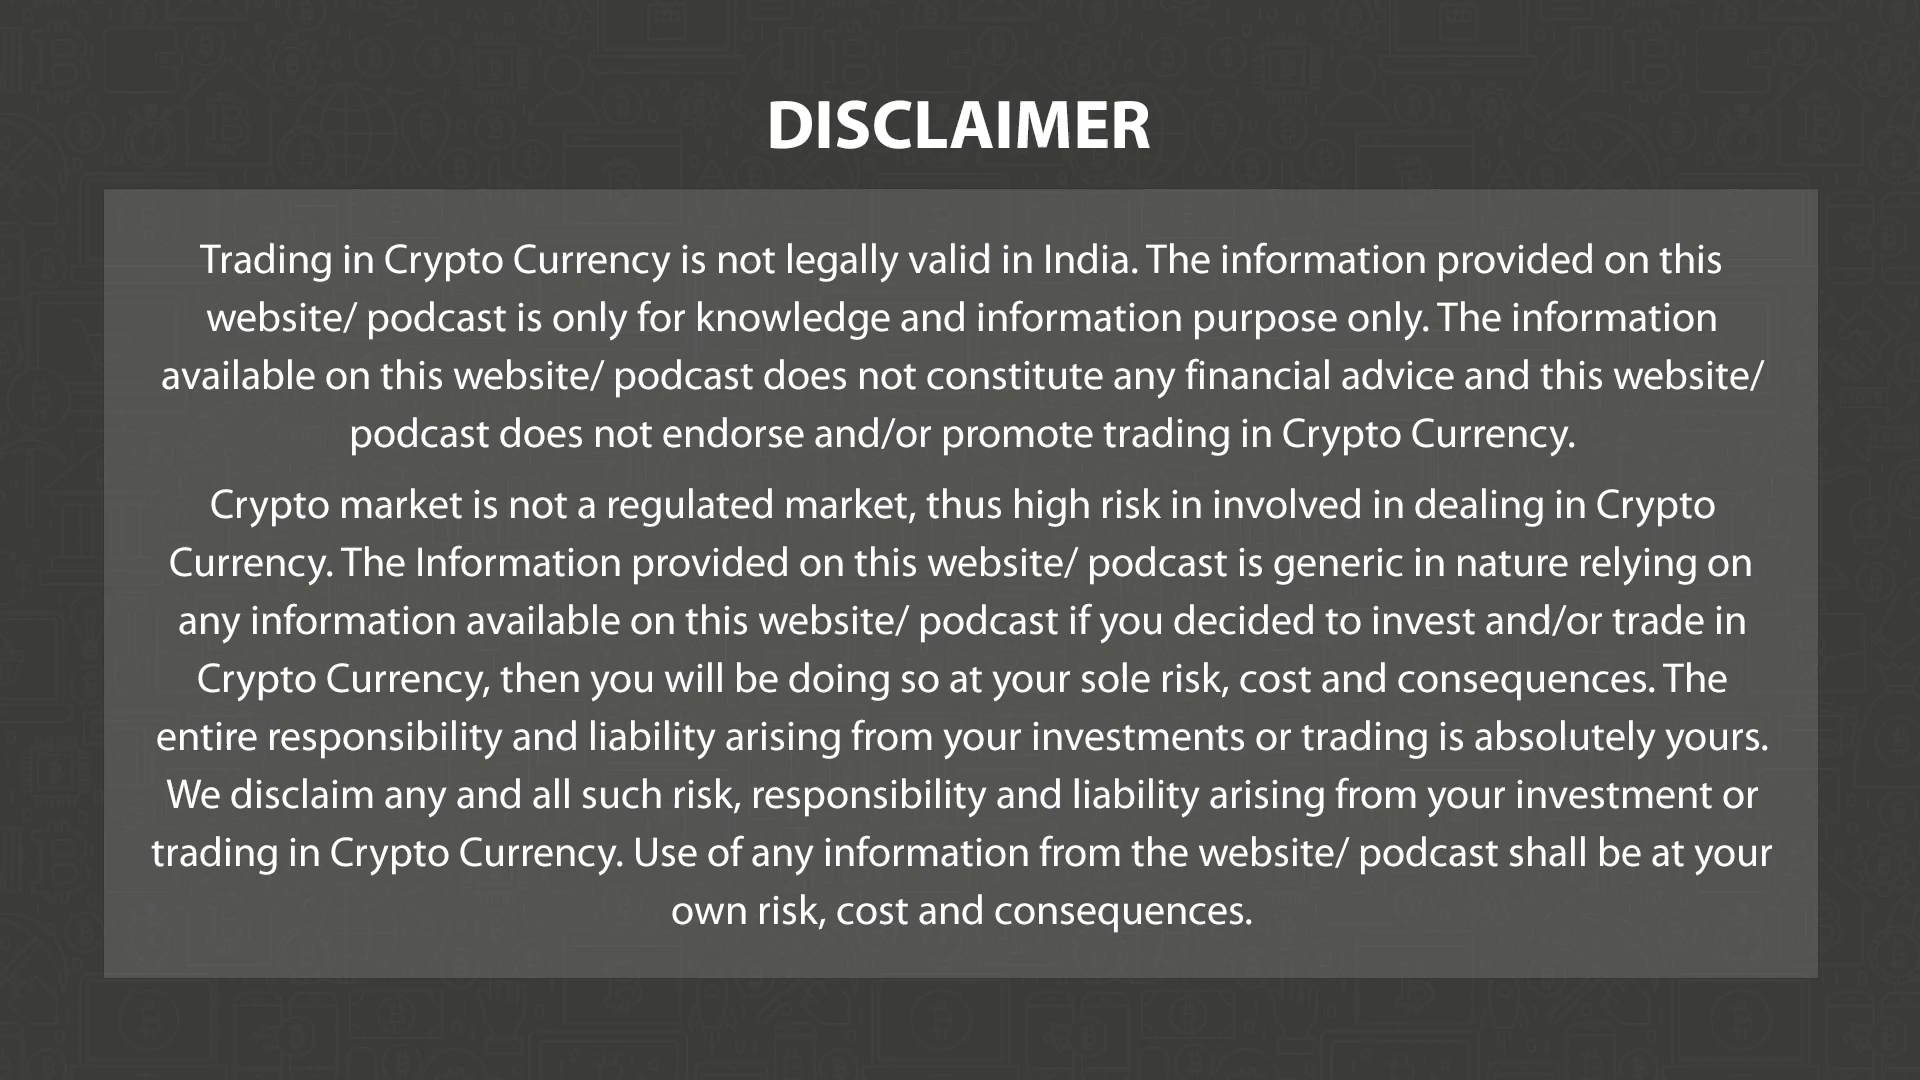 DISCLAIMER
Trading in Crypto Currency is not legally valid in India. The information provided on this
website/ podcast is only for knowledge and information purpose only. The information
available on this website/ podcast does not constitute any financial advice and this website/
podcast does not endorse and/or promote trading in Crypto Currency.
Crypto market is not a regulated market, thus high risk in involved in dealing in Crypto
Currency. The Information provided on this website/ podcast is generic in nature relying on
any information available on this website/ podcast if you decided to invest and/or trade in
Crypto Currency, then you will be doing so at your sole risk, cost and consequences. The
entire responsibility and liability arising from your investments or trading is absolutely yours.
We disclaim any and all such risk, responsibility and liability arising from your investment or
trading in Crypto Currency. Use of any information from the website/ podcast shall be at your
own risk, cost and consequences.